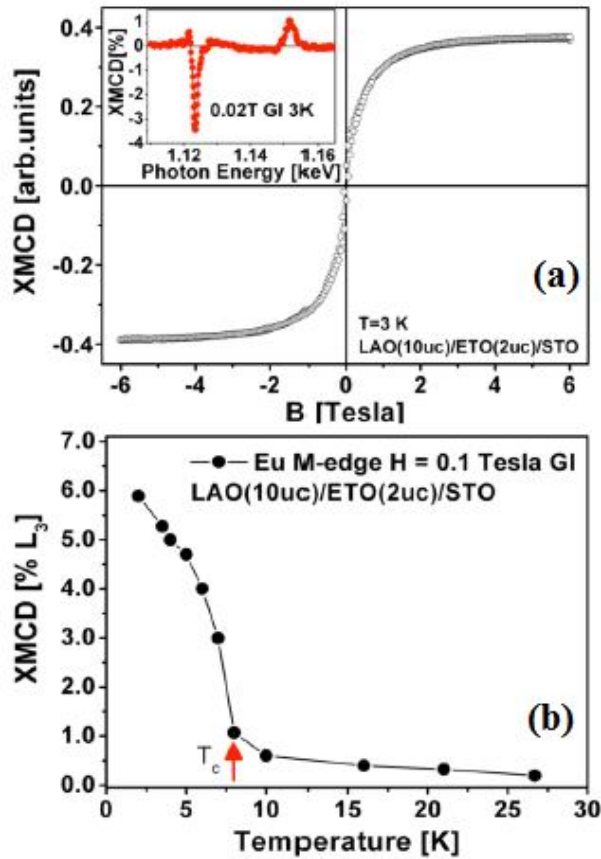 XMCD [arb.units]
0.4
0.2
0.0
-0.2
-0.4
XMCD[%]
1
0
-1
-2
-3
-4
0.02T GI 3K
1.12 1.14 1.16
Photon Energy [keV]
(a)
T=3 K
LAO(10uc)/ETO(2uc)/STO
-6 -4 -2 0 2 4 6
B [Tesla]
XMCD [% L₃]
7.0
6.0
5.0
4.0
3.0
2.0
1.0
0.0
Eu M-edge H = 0.1 Tesla GI
LAO(10uc)/ETO(2uc)/STO
(b)
T꜀
0 5 10 15 20 25 30
Temperature [K]